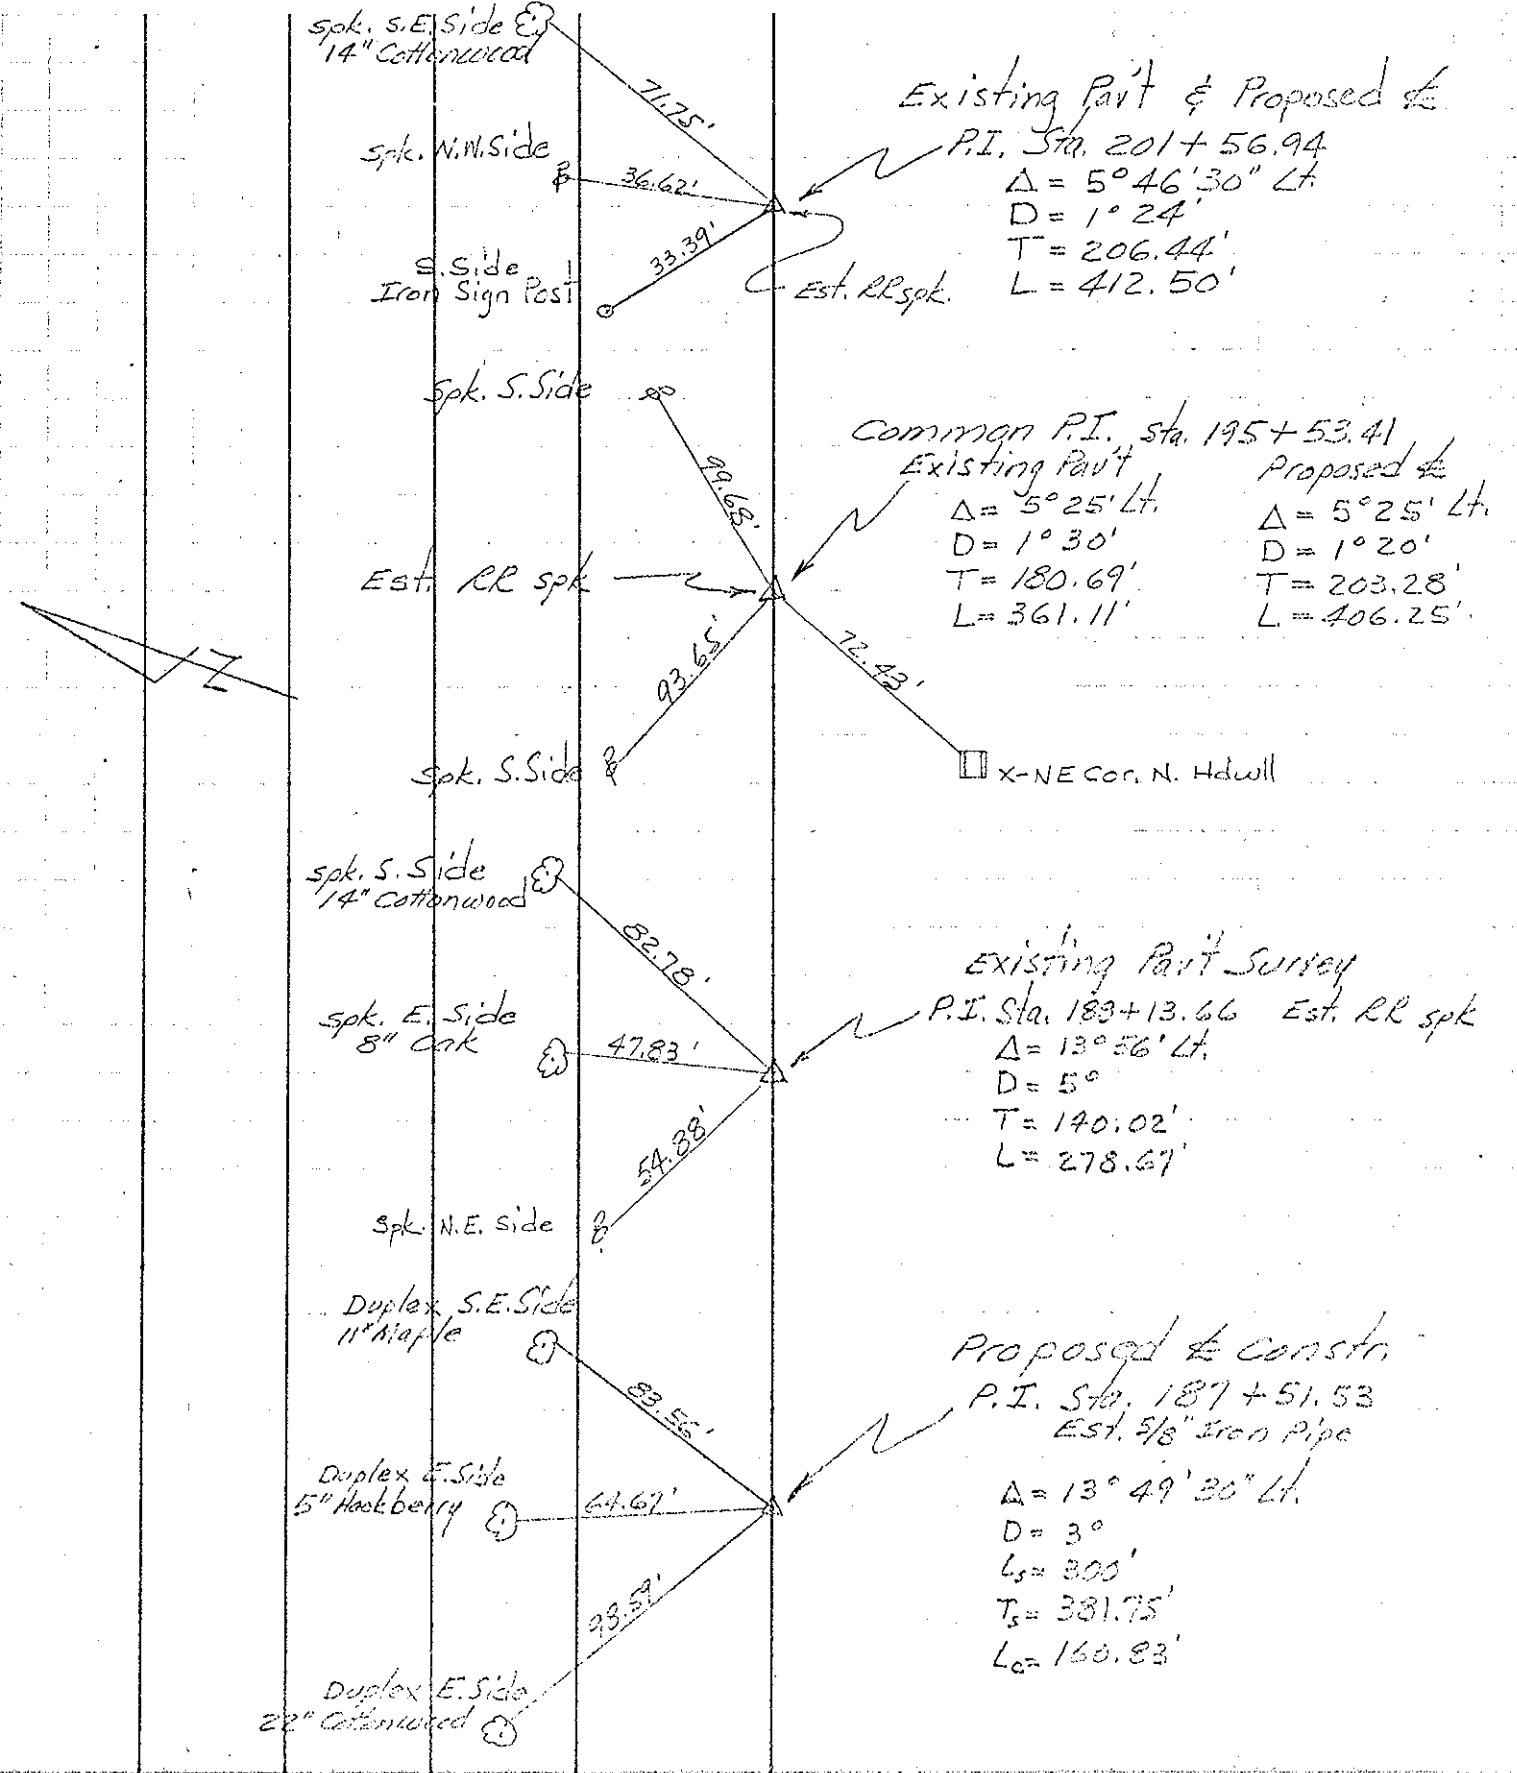 spk. S.E. Side
14" Cottonwood
71.75'
Existing Pav't & Proposed ℄
P.I. Sta. 201+56.94
Δ = 5°46'30" Lt.
D = 1°24'
T = 206.44'
L = 412.50'
spk. N.W. Side
36.62'
S. Side
Iron Sign Post
33.39'
Est. RR spk.
Spk. S. Side
99.68'
Common P.I. Sta. 195+53.41
Existing Pav't
Δ = 5°25' Lt.
D = 1°30'
T = 180.69'
L = 361.11'
Proposed ℄
Δ = 5°25' Lt.
D = 1°20'
T = 203.28'
L = 406.25'
Est. RR spk
93.65'
72.43'
N
Spk. S. Side
X-NE Cor. N. Hdwll
spk. S. Side
14" Cottonwood
82.78'
Existing Pav't Survey
P.I. Sta. 183+13.66 Est. RR spk
Δ = 13°56' Lt.
D = 5°
T = 140.02'
L = 278.67'
spk. E. Side
8" Oak
47.83'
54.38'
Spk. N.E. Side
Duplex S.E. Side
11" Maple
83.56'
Proposed ℄ Constr.
P.I. Sta. 187+51.53
Est. 5/8" Iron Pipe
Δ = 13°49'30" Lt.
D = 3°
Ls = 300'
Ts = 381.75'
Lc = 160.83'
Duplex E. Side
5" Hackberry
64.67'
Duplex E. Side
22" Cottonwood